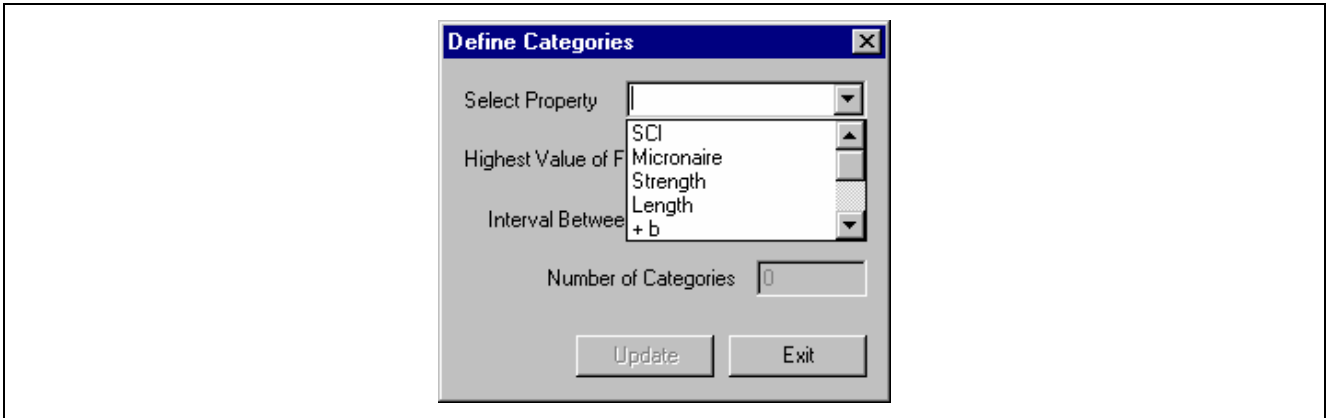 Define Categories
Select Property
SCI
Micronaire
Strength
Length
+ b
Highest Value of F
Interval Betwee
Number of Categories 0
Update Exit